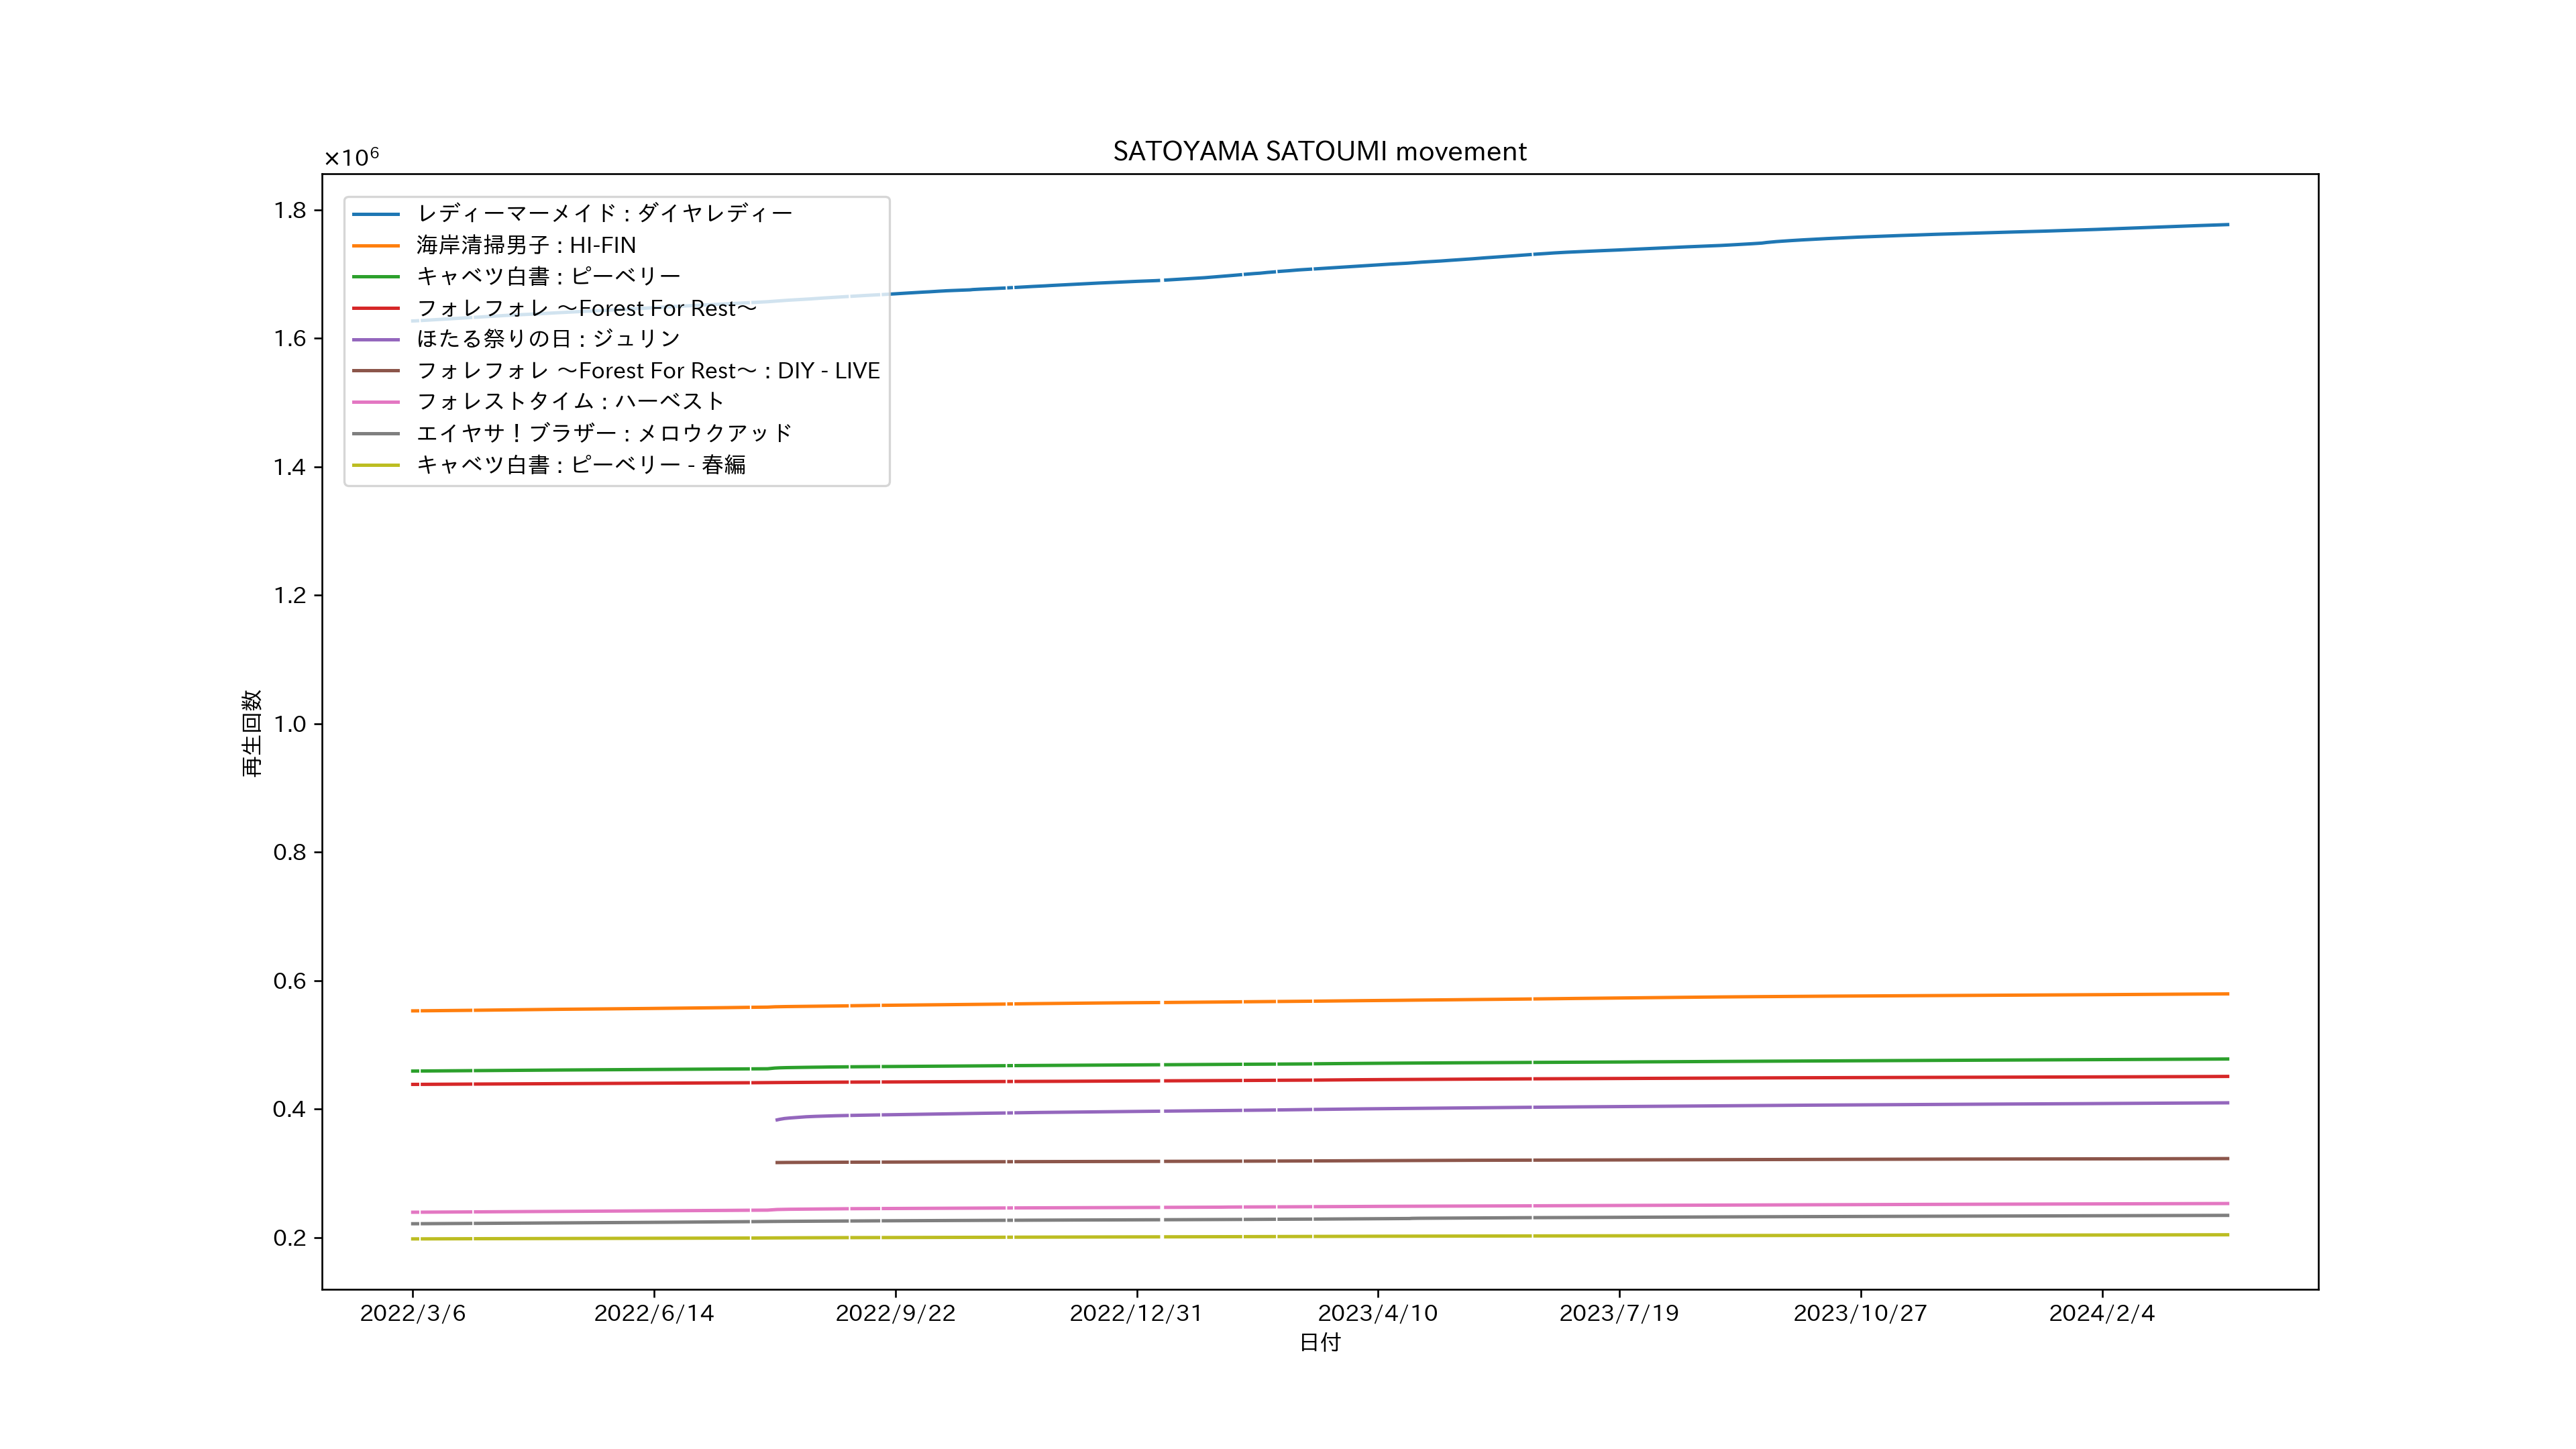 SATOYAMA SATOUMI movement
×10⁶
1.8
1.6
1.4
1.2
1.0
0.8
0.6
0.4
0.2
再生回数
レディーマーメイド : ダイヤレディー
海岸清掃男子 : HI-FIN
キャベツ白書 : ピーベリー
フォレフォレ ～Forest For Rest～
ほたる祭りの日 : ジュリン
フォレフォレ ～Forest For Rest～ : DIY - LIVE
フォレストタイム : ハーベスト
エイヤサ！ブラザー : メロウクアッド
キャベツ白書 : ピーベリー - 春編
2022/3/6 2022/6/14 2022/9/22 2022/12/31 2023/4/10 2023/7/19 2023/10/27 2024/2/4
日付